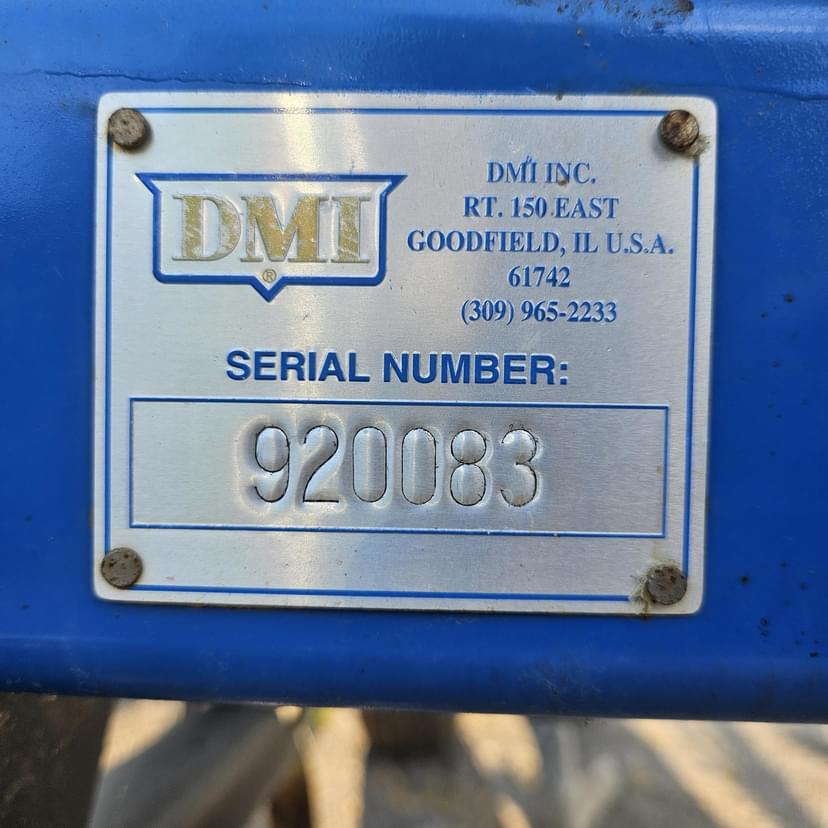 DMI
®
DMI INC.
RT. 150 EAST
GOODFIELD, IL U.S.A.
61742
(309) 965-2233
SERIAL NUMBER:
920083